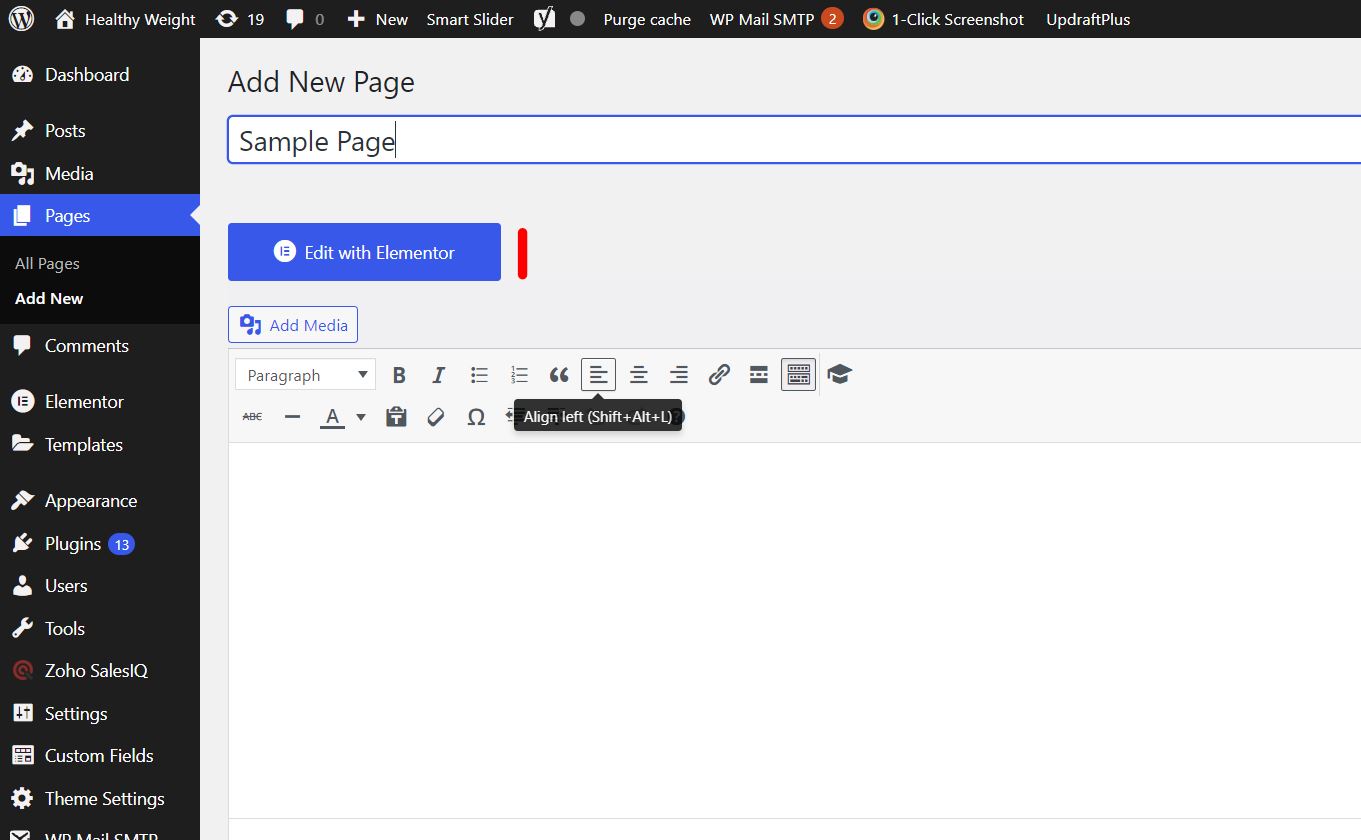 Healthy Weight 19 0 New Smart Slider Purge cache WP Mail SMTP 2 1-Click Screenshot UpdraftPlus
Dashboard
Posts
Media
Pages
All Pages
Add New
Comments
Elementor
Templates
Appearance
Plugins 13
Users
Tools
Zoho SalesIQ
Settings
Custom Fields
Theme Settings
WP Mail SMTP
Add New Page
Sample Page
Edit with Elementor
Add Media
Paragraph B I
ABC A Ω
Align left (Shift+Alt+L)